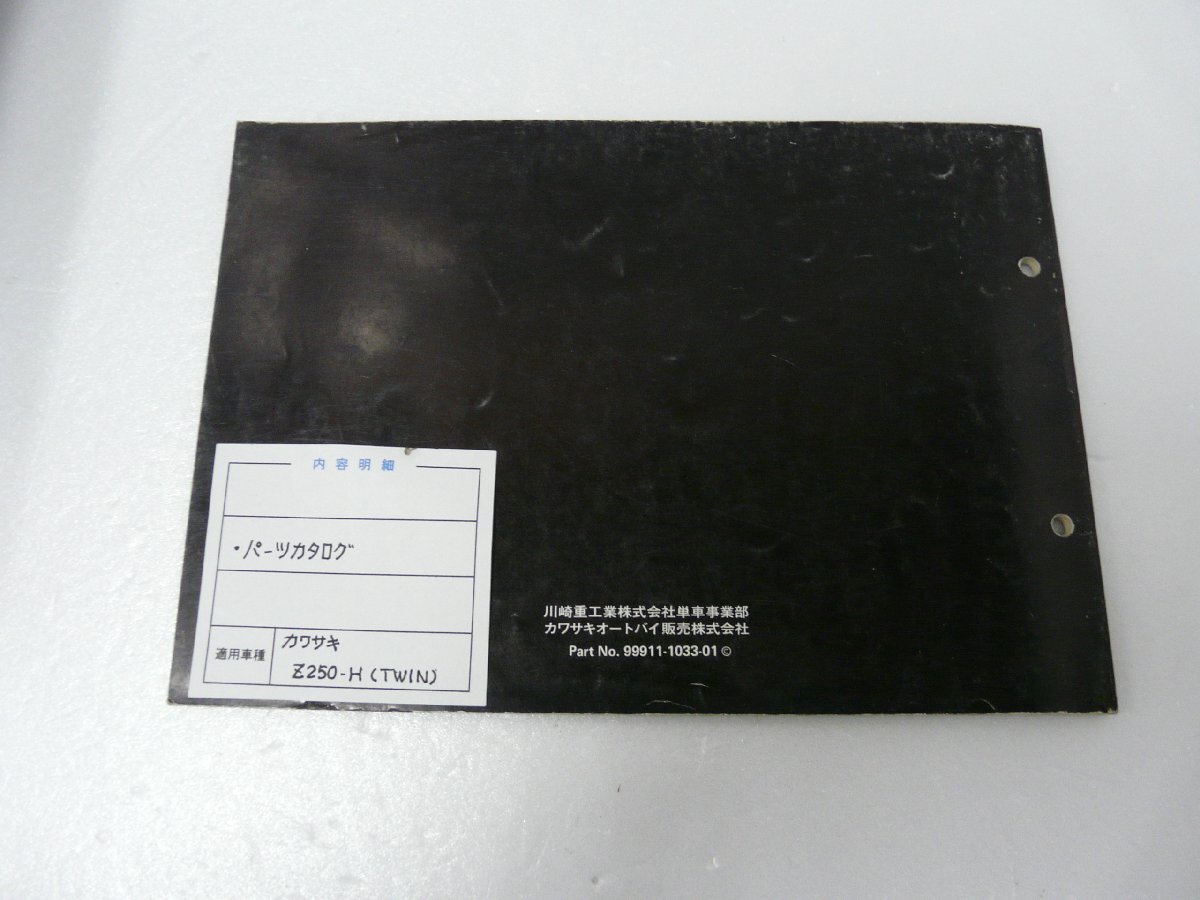 内容明細
・パーツカタログ
適用車種
カワサキ
Z250-H(TWIN)
川崎重工業株式会社単車事業部
カワサキオートバイ販売株式会社
Part No. 99911-1033-01 ©